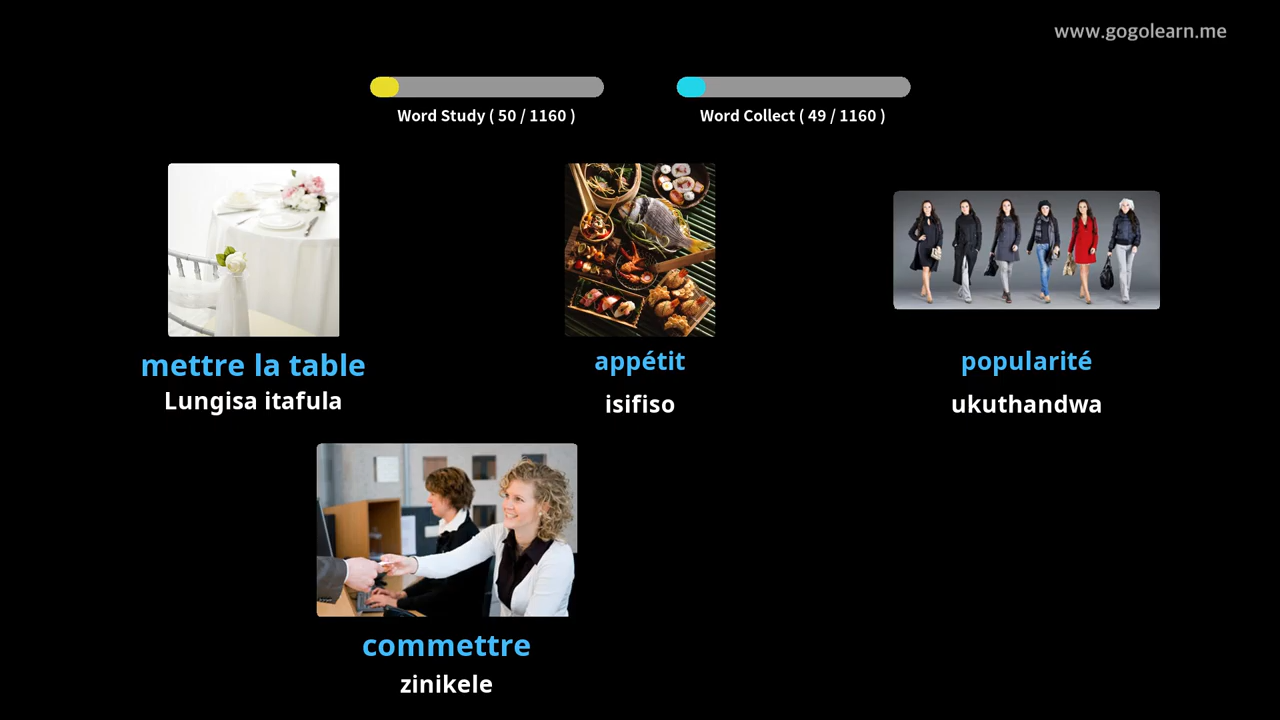 www.gogolearn.me
Word Study ( 50 / 1160 )
Word Collect ( 49 / 1160 )
mettre la table
Lungisa itafula
appétit
isifiso
popularité
ukuthandwa
commettre
zinikele